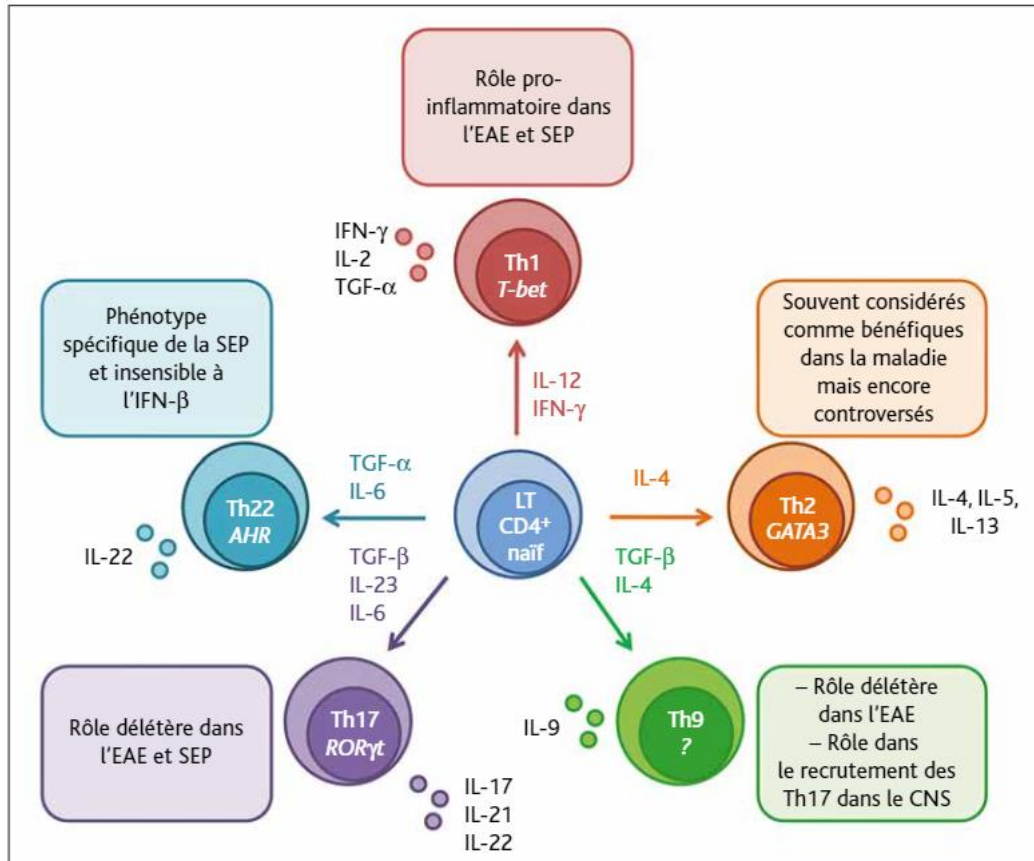 Rôle pro-
inflammatoire dans
l'EAE et SEP
IFN-γ
IL-2
TGF-α
Th1
T-bet
Phénotype
spécifique de la SEP
et insensible à
l'IFN-β
Souvent considérés
comme bénéfiques
dans la maladie
mais encore
controversés
IL-12
IFN-γ
TGF-α
IL-6
Th22
AHR
IL-22
LT
CD4+
naïf
IL-4
Th2
GATA3
IL-4, IL-5,
IL-13
TGF-β
IL-23
IL-6
TGF-β
IL-4
Rôle délétère dans
l'EAE et SEP
Th17
RORγt
IL-17
IL-21
IL-22
IL-9
Th9
?
– Rôle délétère
dans l'EAE
– Rôle dans
le recrutement des
Th17 dans le CNS